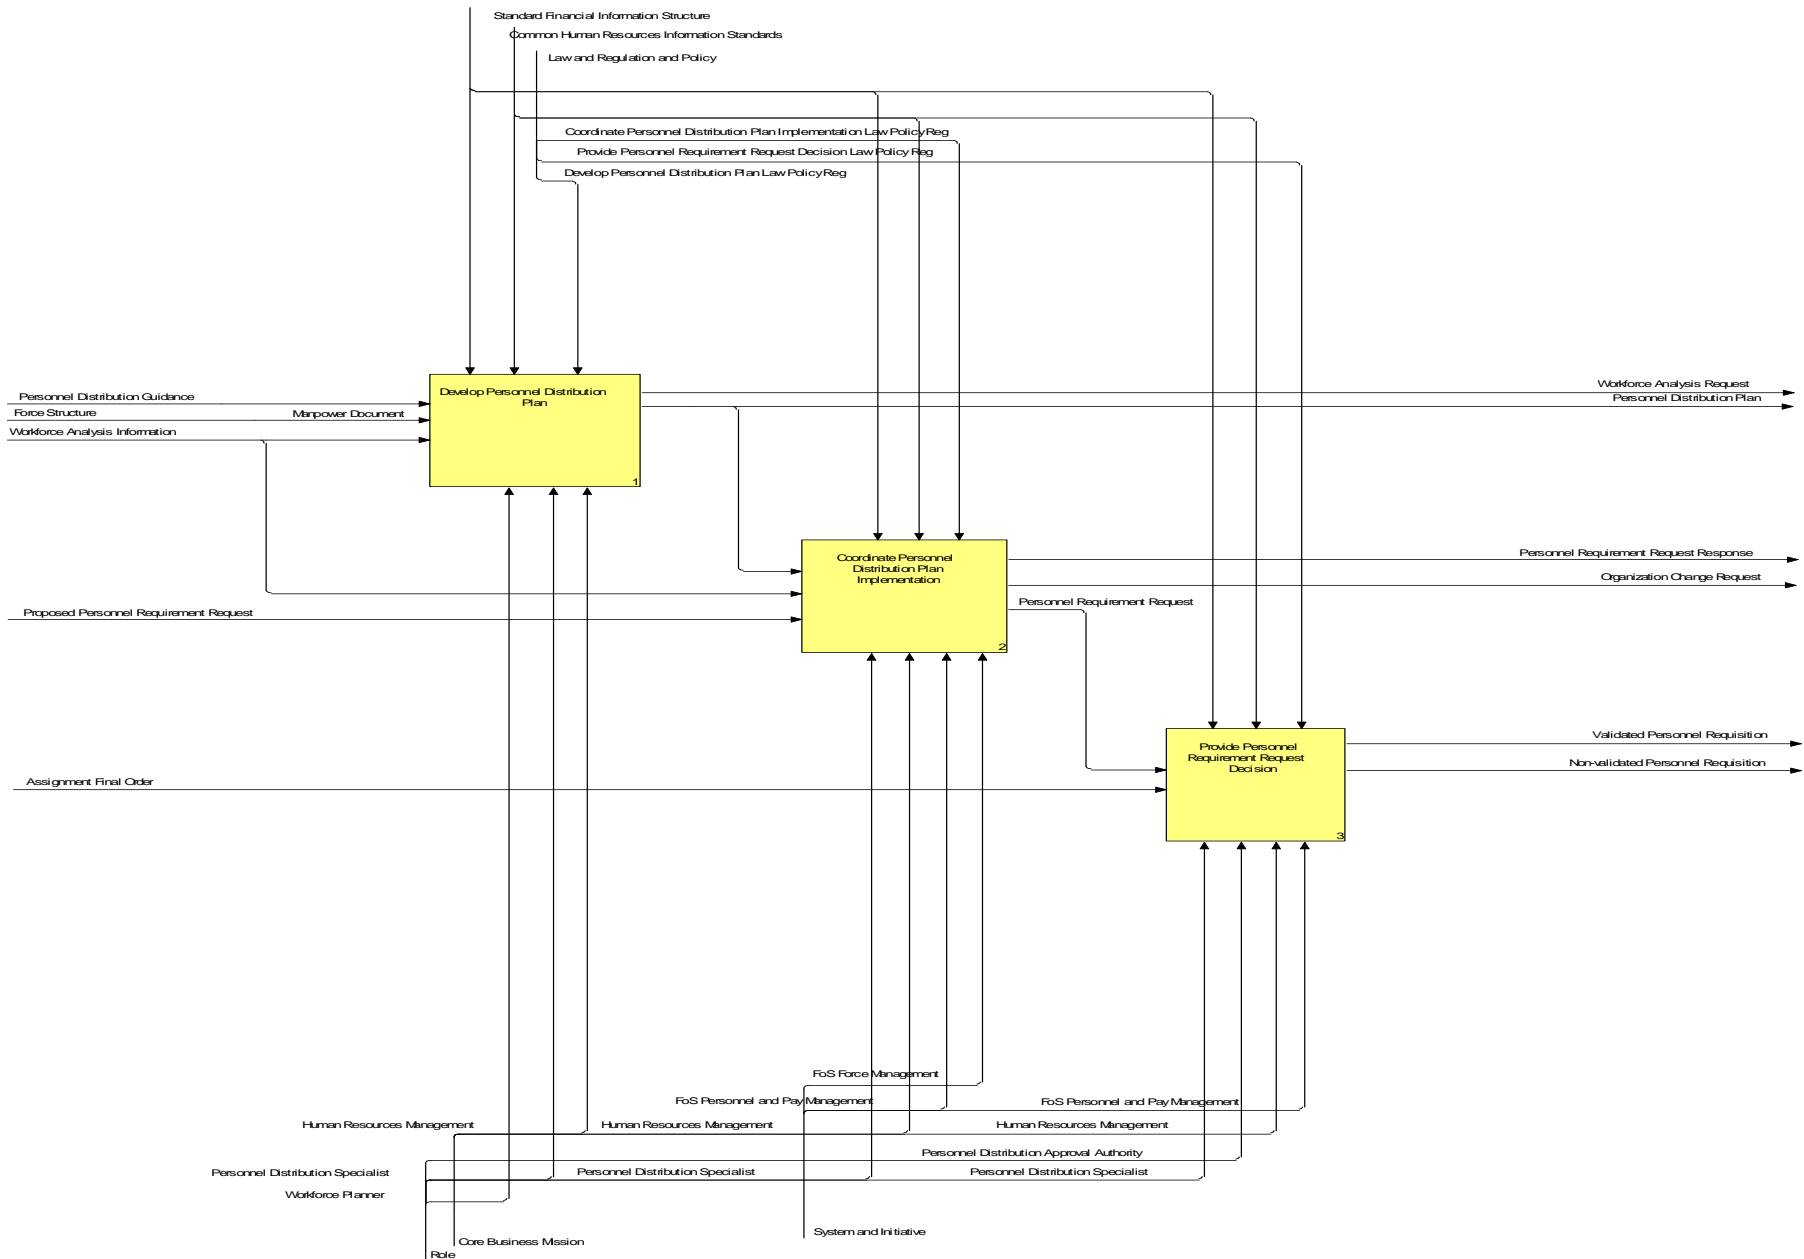 Standard Financial Information Structure
Common Human Resources Information Standards
Law and Regulation and Policy
Coordinate Personnel Distribution Plan Implementation Law Policy Reg
Provide Personnel Requirement Request Decision Law Policy Reg
Develop Personnel Distribution Plan Law Policy Reg
Personnel Distribution Guidance
Force Structure
Manpower Document
Workforce Analysis Information
Develop Personnel Distribution
Plan
1
Workforce Analysis Request
Personnel Distribution Plan
Coordinate Personnel
Distribution Plan
Implementation
2
Personnel Requirement Request Response
Organization Change Request
Personnel Requirement Request
Proposed Personnel Requirement Request
Provide Personnel
Requirement Request
Decision
3
Validated Personnel Requisition
Non-validated Personnel Requisition
Assignment Final Order
FoS Force Management
FoS Personnel and Pay Management
FoS Personnel and Pay Management
Human Resources Management
Human Resources Management
Human Resources Management
Personnel Distribution Approval Authority
Personnel Distribution Specialist
Personnel Distribution Specialist
Personnel Distribution Specialist
Workforce Planner
System and Initiative
Core Business Mission
Role